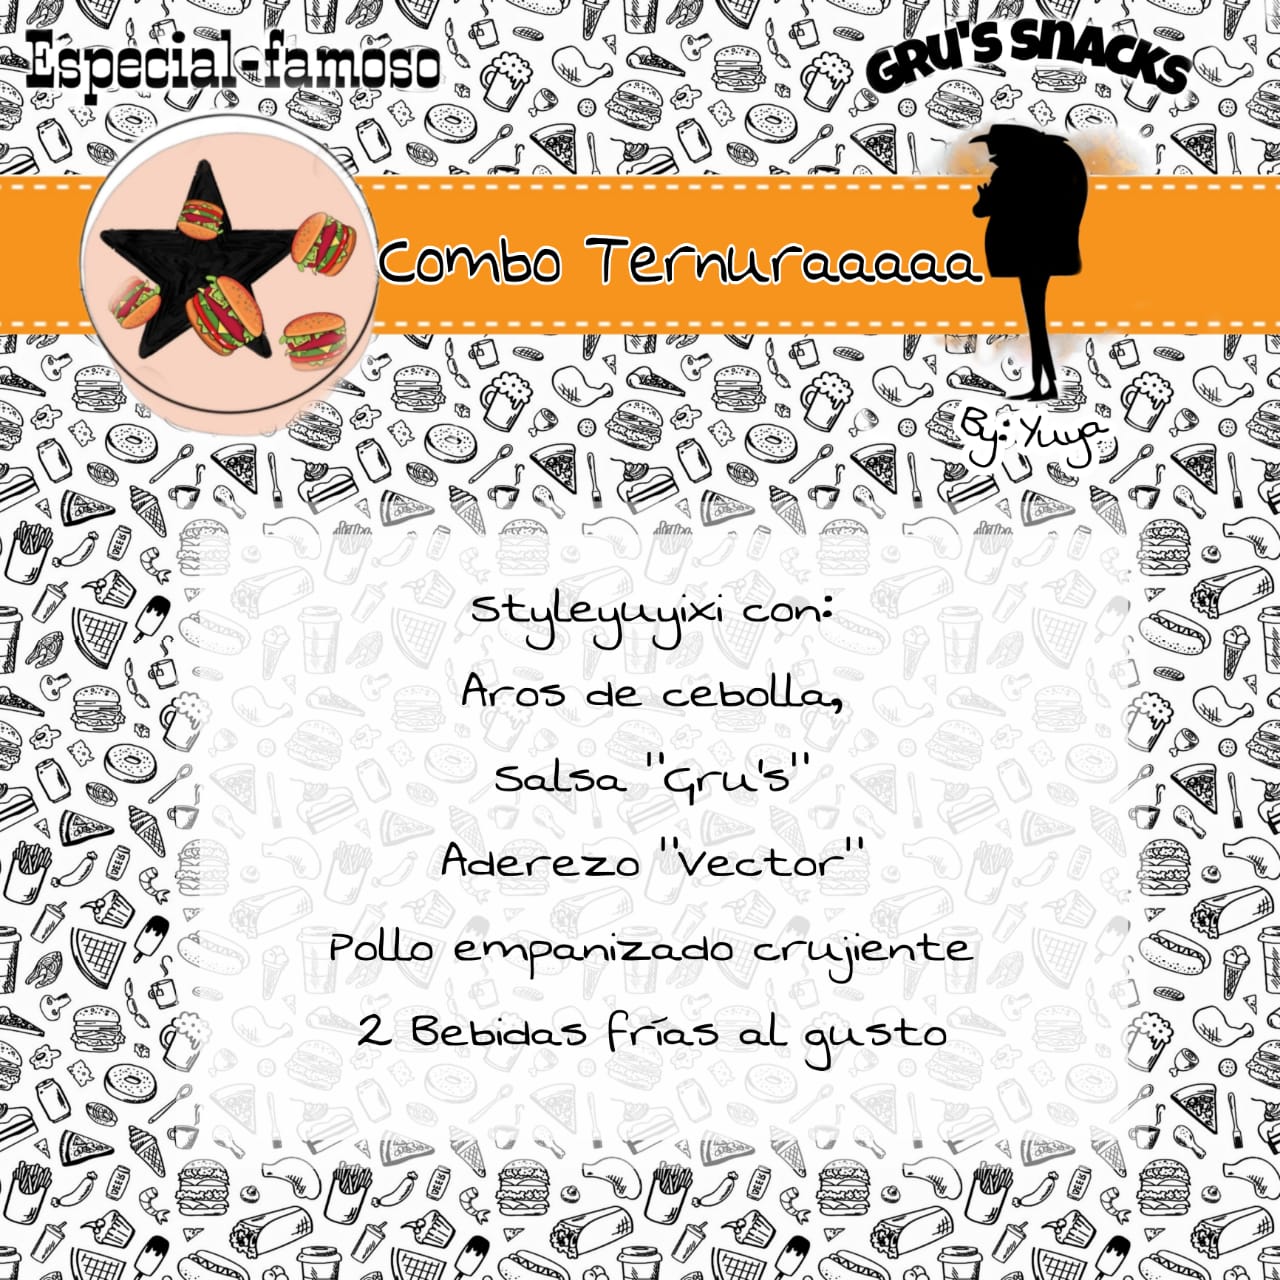 Especial-famoso
GRU'S SNACKS
Combo Ternuraaaaa
By: Yuya
Styleyuyixi con:
Aros de cebolla,
Salsa "Gru's"
Aderezo "Vector"
Pollo empanizado crujiente
2 Bebidas frías al gusto